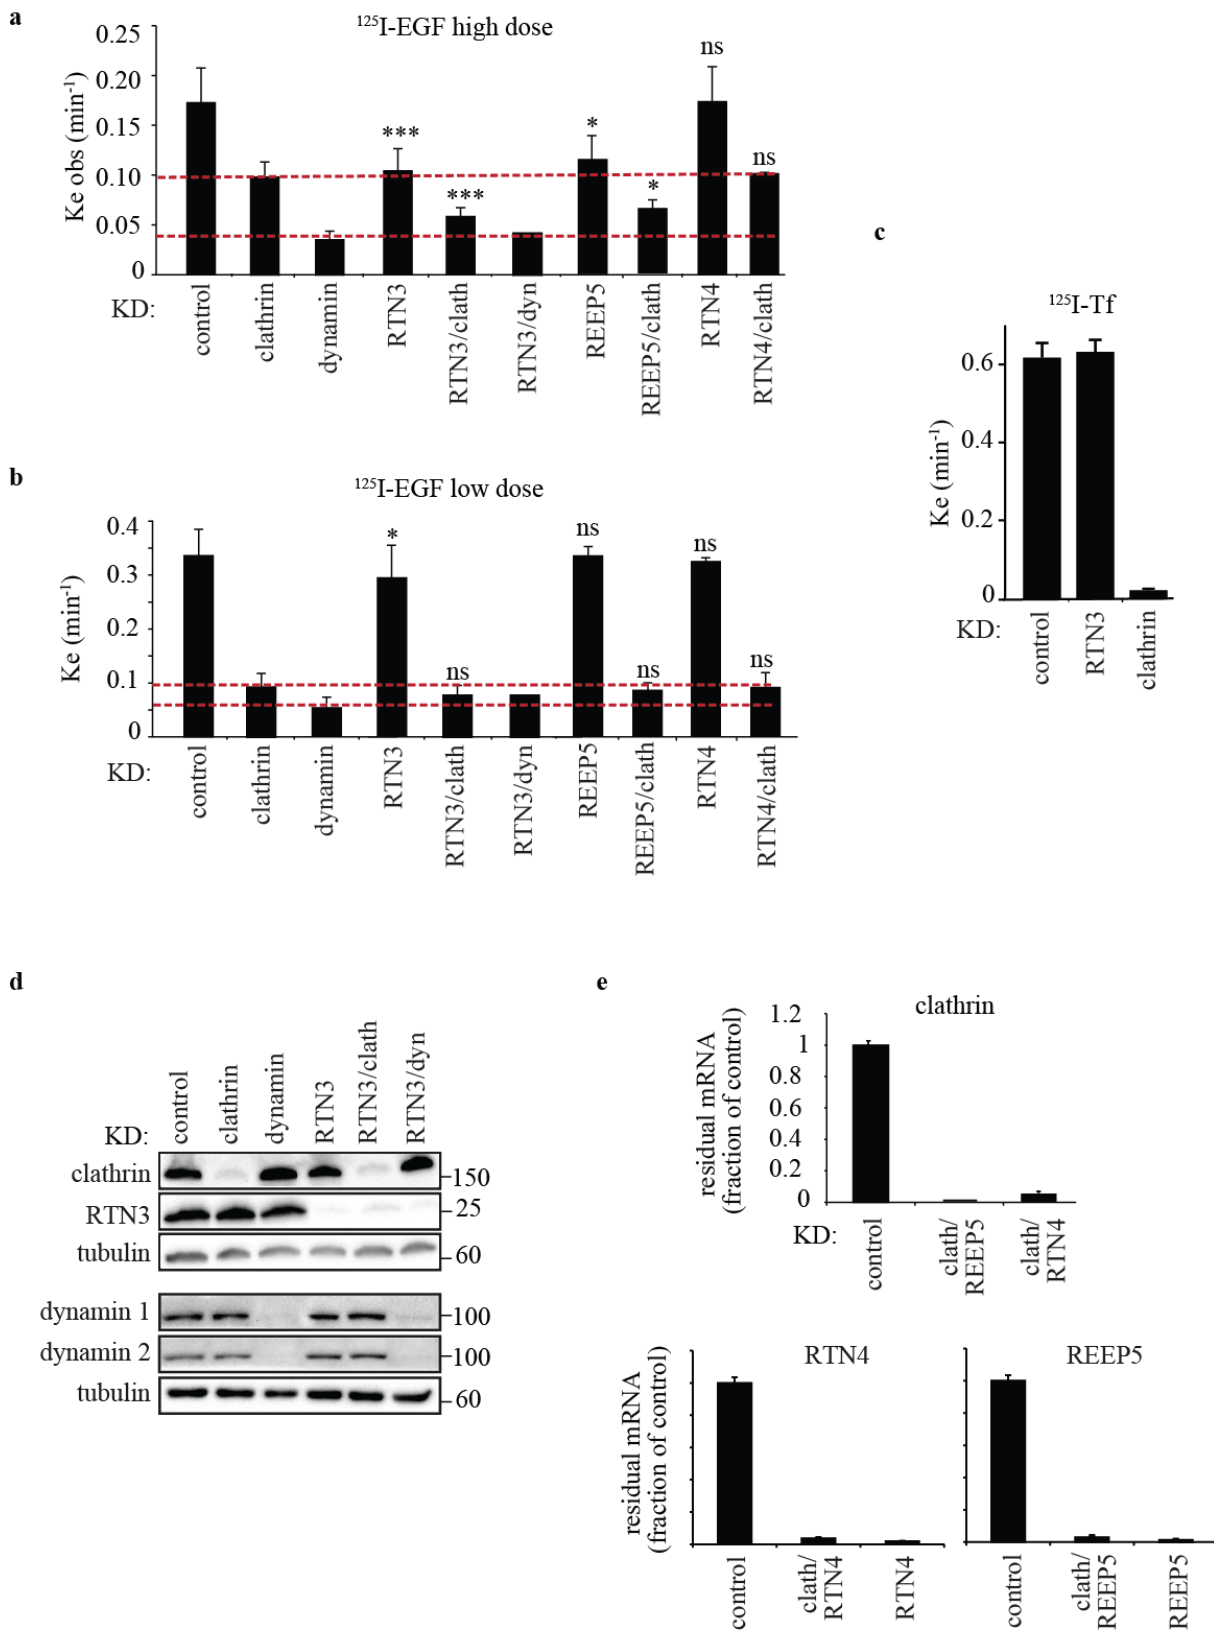 a
¹²⁵I-EGF high dose
Ke obs (min⁻¹)
0.25
0.20
0.15
0.10
0.05
0
***
***
*
*
ns
ns
KD:
control
clathrin
dynamin
RTN3
RTN3/clath
RTN3/dyn
REEP5
REEP5/clath
RTN4
RTN4/clath
b
¹²⁵I-EGF low dose
Ke (min⁻¹)
0.4
0.3
0.2
0.1
0
*
ns
ns
ns
ns
ns
KD:
control
clathrin
dynamin
RTN3
RTN3/clath
RTN3/dyn
REEP5
REEP5/clath
RTN4
RTN4/clath
c
¹²⁵I-Tf
Ke (min⁻¹)
0.6
0.4
0.2
0
KD:
control
RTN3
clathrin
d
KD:
control
clathrin
dynamin
RTN3
RTN3/clath
RTN3/dyn
clathrin
150
RTN3
25
tubulin
60
dynamin 1
100
dynamin 2
100
tubulin
60
e
clathrin
residual mRNA
(fraction of control)
1.2
1
0.8
0.6
0.4
0.2
0
KD:
control
clath/
REEP5
clath/
RTN4
RTN4
residual mRNA
(fraction of control)
control
clath/
RTN4
RTN4
REEP5
control
clath/
REEP5
REEP5